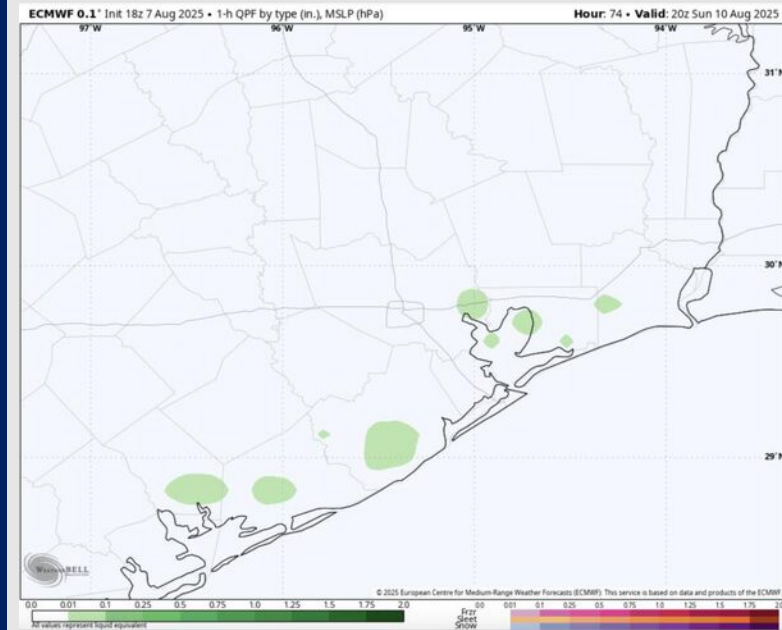 ECMWF 0.1° Init 18z 7 Aug 2025 • 1-h QPF by type (in.), MSLP (hPa) Hour: 74 • Valid: 20z Sun 10 Aug 2025
97°W 96°W 95°W 94°W
31°N
30°N
29°N
WeatherBELL
© 2025 European Centre for Medium-Range Weather Forecasts (ECMWF). This service is based on data and products of the ECMWF
0.0 0.01 0.1 0.25 0.5 0.75 1.0 1.25 1.5 1.75 2.0 0.0 0.01 0.1 0.25 0.5 0.75 1.0 1.25 1.5 1.75 2.0
All values represent liquid equivalent
Frzr
Sleet
Snow